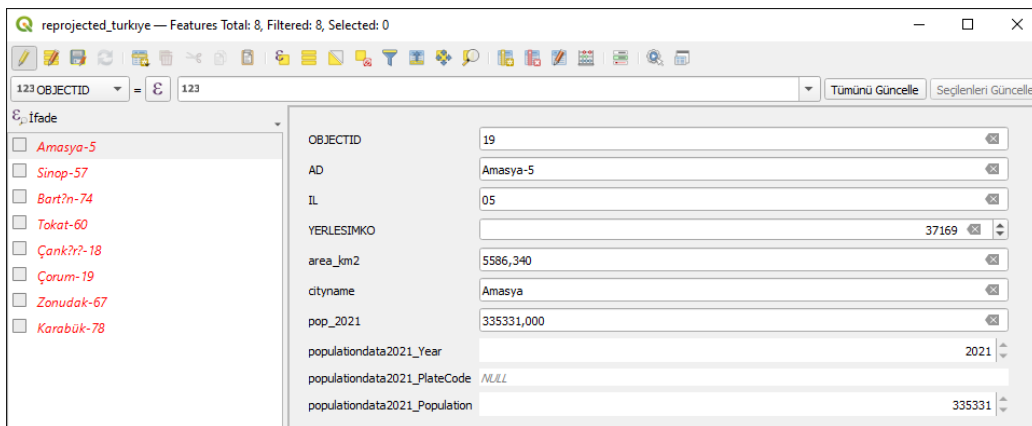 reprojected_turkıye — Features Total: 8, Filtered: 8, Selected: 0
123 OBJECTID = ε 123 Tümünü Güncelle Seçilenleri Güncelle
İfade
Amasya-5
Sinop-57
Bart?n-74
Tokat-60
Çank?r?-18
Çorum-19
Zonudak-67
Karabük-78
OBJECTID 19
AD Amasya-5
IL 05
YERLESIMKO 37169
area_km2 5586,340
cityname Amasya
pop_2021 335331,000
populationdata2021_Year 2021
populationdata2021_PlateCode NULL
populationdata2021_Population 335331